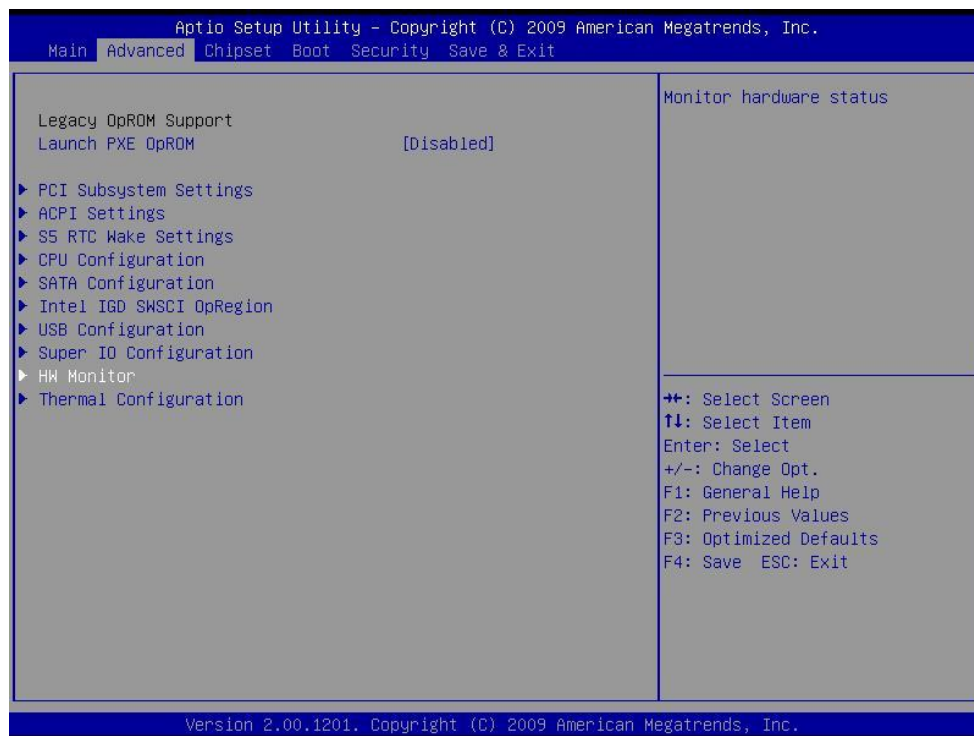 Aptio Setup Utility – Copyright (C) 2009 American Megatrends, Inc.
Main Advanced Chipset Boot Security Save & Exit
Legacy OpROM Support
Launch PXE OpROM [Disabled]
PCI Subsystem Settings
ACPI Settings
S5 RTC Wake Settings
CPU Configuration
SATA Configuration
Intel IGD SWSCI OpRegion
USB Configuration
Super IO Configuration
HW Monitor
Thermal Configuration
Monitor hardware status
→←: Select Screen
↑↓: Select Item
Enter: Select
+/-: Change Opt.
F1: General Help
F2: Previous Values
F3: Optimized Defaults
F4: Save ESC: Exit
Version 2.00.1201. Copyright (C) 2009 American Megatrends, Inc.